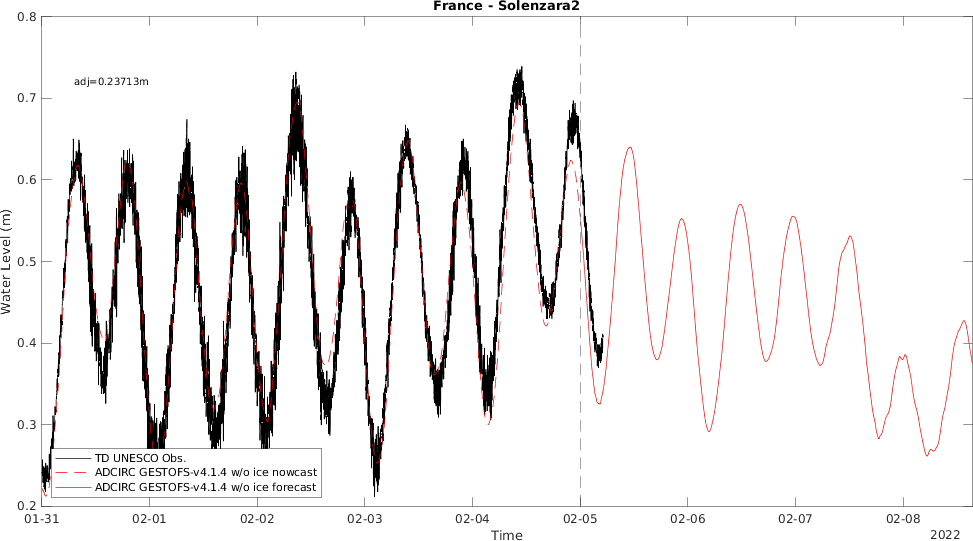 France - Solenzara2
adj=0.23713m
0.8
0.7
0.6
0.5
0.4
0.3
0.2
Water Level (m)
TD UNESCO Obs.
ADCIRC GESTOFS-v4.1.4 w/o ice nowcast
ADCIRC GESTOFS-v4.1.4 w/o ice forecast
01-31 02-01 02-02 02-03 02-04 02-05 02-06 02-07 02-08
Time
2022